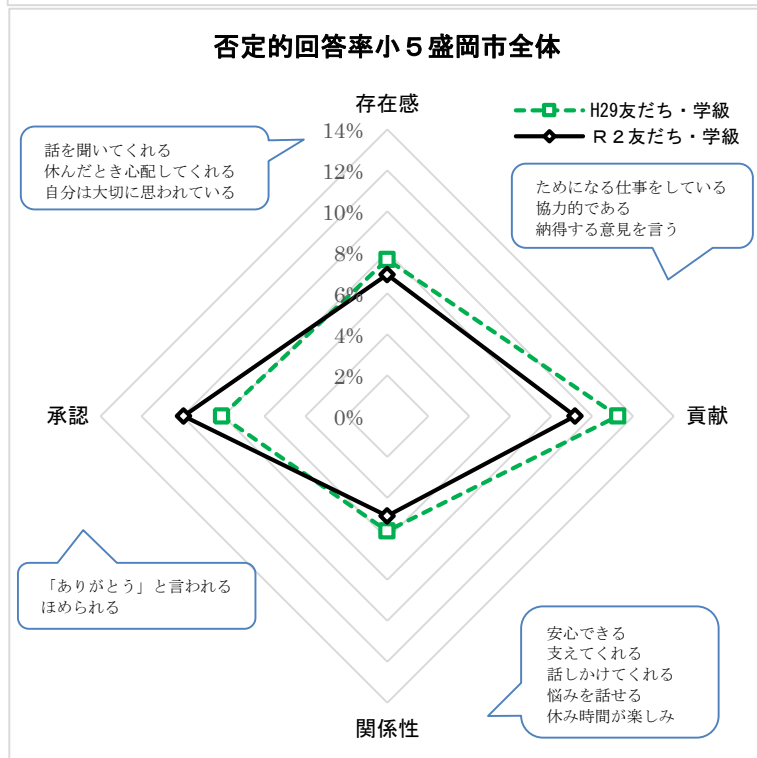 否定的回答率小５盛岡市全体
存在感
H29友だち・学級
Ｒ２友だち・学級
話を聞いてくれる
休んだとき心配してくれる
自分は大切に思われている
ためになる仕事をしている
協力的である
納得する意見を言う
14%
12%
10%
8%
6%
4%
2%
0%
承認
貢献
「ありがとう」と言われる
ほめられる
安心できる
支えてくれる
話しかけてくれる
悩みを話せる
休み時間が楽しみ
関係性